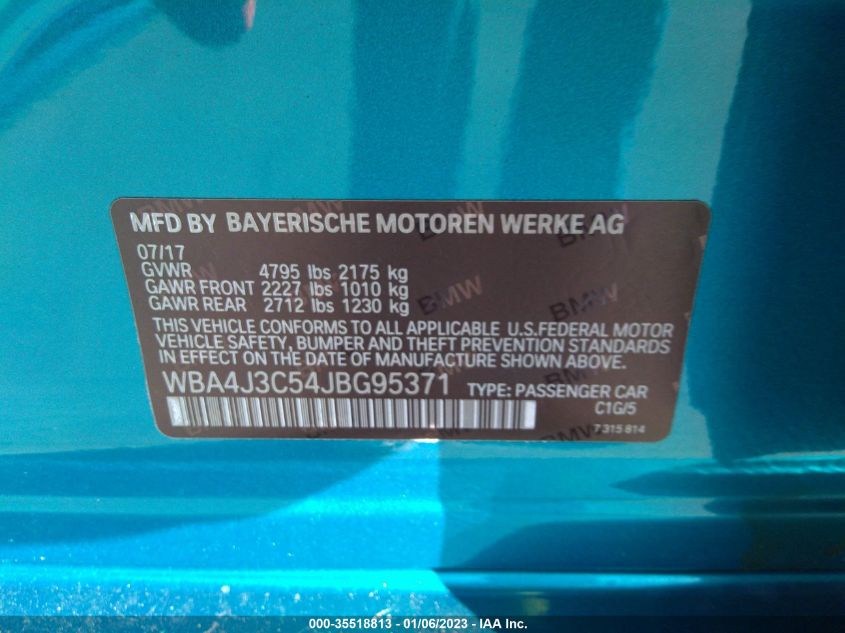 MFD BY BAYERISCHE MOTOREN WERKE AG
07/17
GVWR 4795 lbs 2175 kg
GAWR FRONT 2227 lbs 1010 kg
GAWR REAR 2712 lbs 1230 kg
THIS VEHICLE CONFORMS TO ALL APPLICABLE U.S.FEDERAL MOTOR
VEHICLE SAFETY, BUMPER AND THEFT PREVENTION STANDARDS
IN EFFECT ON THE DATE OF MANUFACTURE SHOWN ABOVE.
WBA4J3C54JBG95371 TYPE: PASSENGER CAR
C1G/5
7 315 814
BMW
BMW
BMW
000-35518813 - 01/06/2023 - IAA Inc.